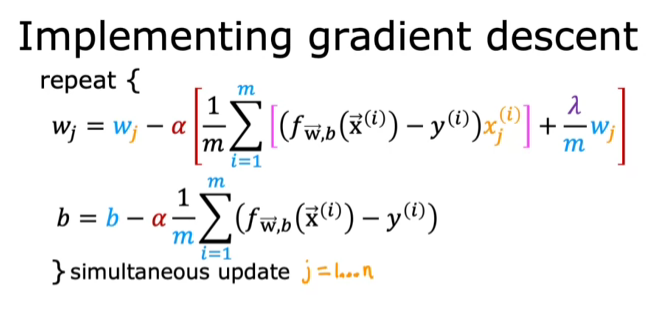 Implementing gradient descent
repeat {
w_j = w_j − α [ 1/m ∑_{i=1}^{m} [(f_{w⃗,b}(x⃗^{(i)}) − y^{(i)})x_j^{(i)}] + λ/m w_j ]
b = b − α 1/m ∑_{i=1}^{m} (f_{w⃗,b}(x⃗^{(i)}) − y^{(i)})
} simultaneous update j=1...n